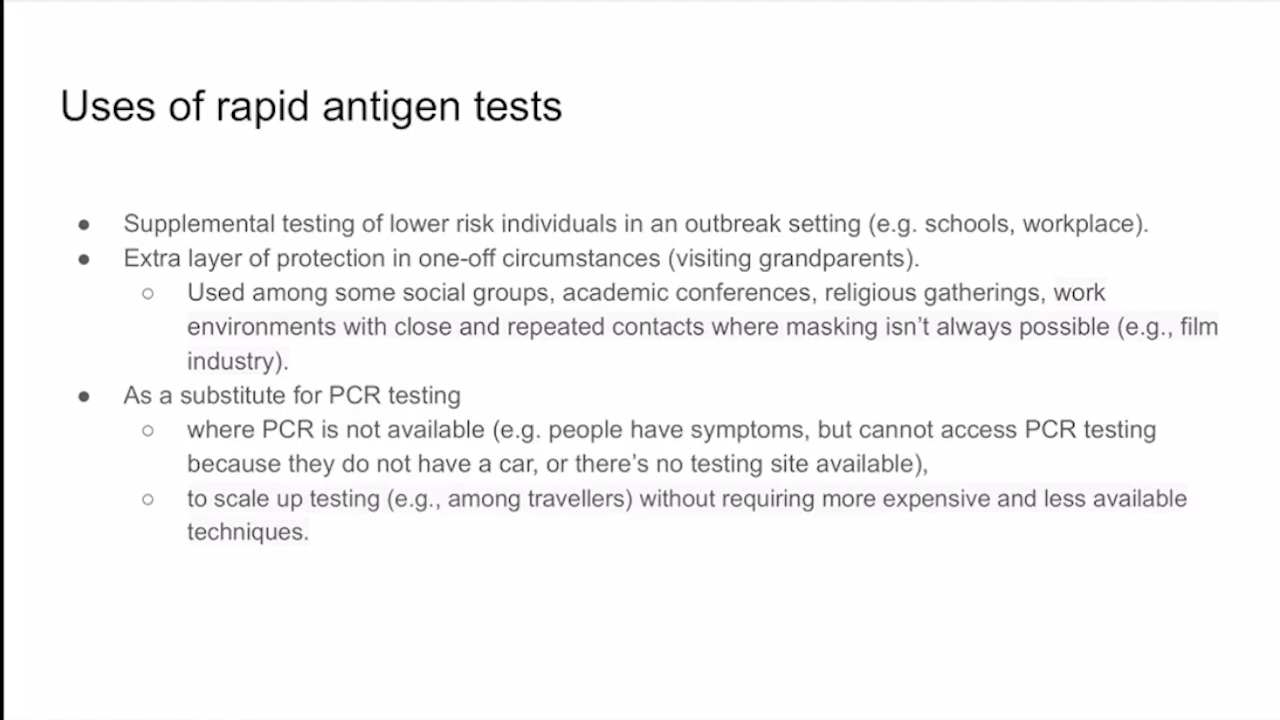 Uses of rapid antigen tests
● Supplemental testing of lower risk individuals in an outbreak setting (e.g. schools, workplace).
● Extra layer of protection in one-off circumstances (visiting grandparents).
○ Used among some social groups, academic conferences, religious gatherings, work
environments with close and repeated contacts where masking isn’t always possible (e.g., film
industry).
● As a substitute for PCR testing
○ where PCR is not available (e.g. people have symptoms, but cannot access PCR testing
because they do not have a car, or there’s no testing site available),
○ to scale up testing (e.g., among travellers) without requiring more expensive and less available
techniques.